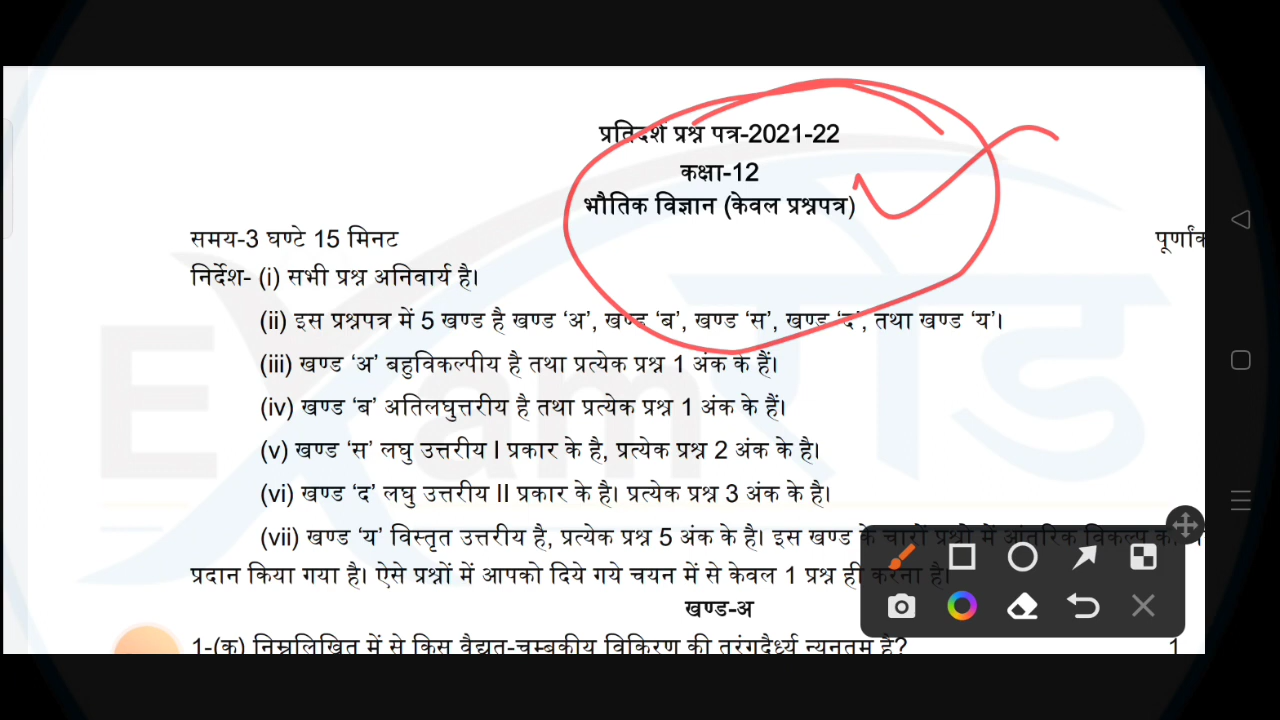 प्रतिदर्श प्रश्न पत्र-2021-22
कक्षा-12
भौतिक विज्ञान (केवल प्रश्नपत्र)
समय-3 घण्टे 15 मिनट पूर्णांक
निर्देश- (i) सभी प्रश्न अनिवार्य है।
(ii) इस प्रश्नपत्र में 5 खण्ड है खण्ड ‘अ’, खण्ड ‘ब’, खण्ड ‘स’, खण्ड ‘द’, तथा खण्ड ‘य’।
(iii) खण्ड ‘अ’ बहुविकल्पीय है तथा प्रत्येक प्रश्न 1 अंक के हैं।
(iv) खण्ड ‘ब’ अतिलघुत्तरीय है तथा प्रत्येक प्रश्न 1 अंक के हैं।
(v) खण्ड ‘स’ लघु उत्तरीय I प्रकार के है, प्रत्येक प्रश्न 2 अंक के है।
(vi) खण्ड ‘द’ लघु उत्तरीय II प्रकार के है। प्रत्येक प्रश्न 3 अंक के है।
(vii) खण्ड ‘य’ विस्तृत उत्तरीय है, प्रत्येक प्रश्न 5 अंक के है। इस खण्ड के चारों प्रश्नो में आंतरिक विकल्प
प्रदान किया गया है। ऐसे प्रश्नों में आपको दिये गये चयन में से केवल 1 प्रश्न ही करना है।
खण्ड-अ
1-(क) निम्नलिखित में से किस वैद्युत-चुम्बकीय विकिरण की तरंगदैर्ध्य न्यूनतम है? 1
Exam रोड